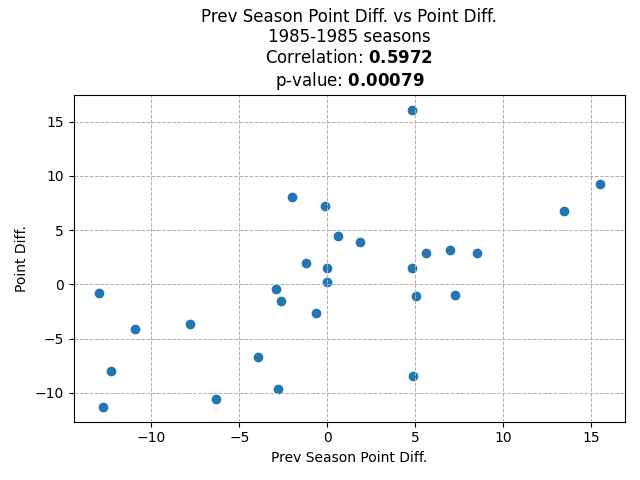 Prev Season Point Diff. vs Point Diff.
1985-1985 seasons
Correlation: 0.5972
p-value: 0.00079
15
10
5
0
−5
−10
Point Diff.
−10 −5 0 5 10 15
Prev Season Point Diff.